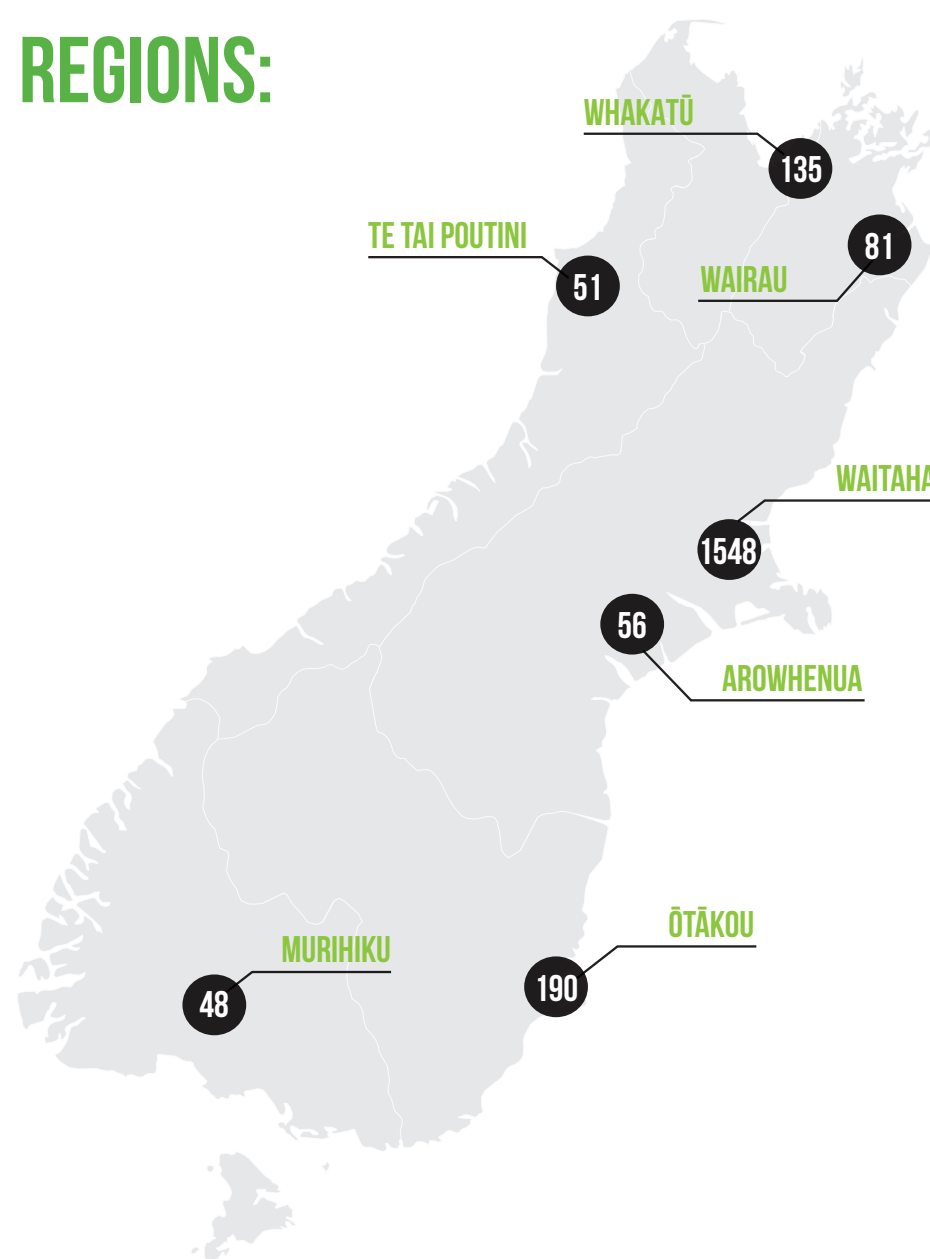 REGIONS:
WHAKATŪ
135
TE TAI POUTINI
51
81
WAIRAU
WAITAHA
1548
56
AROWHENUA
ŌTĀKOU
190
MURIHIKU
48